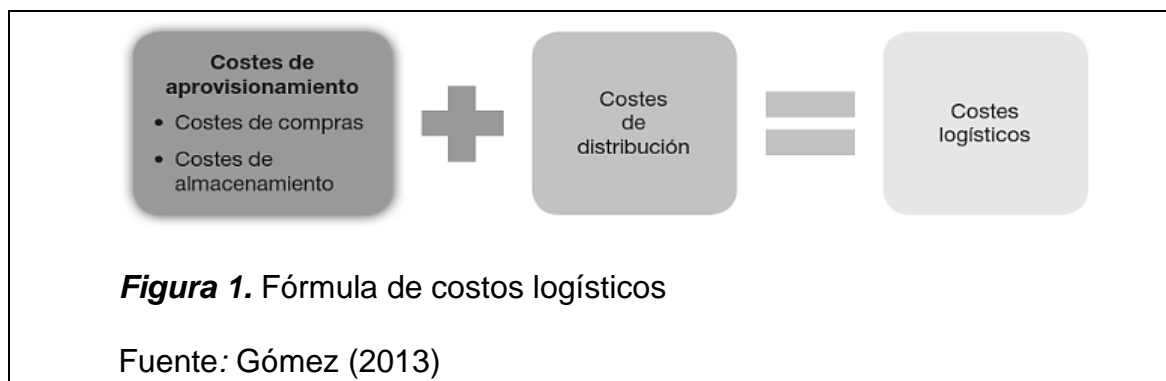 Costes de
aprovisionamiento
• Costes de compras
• Costes de
almacenamiento
Costes
de
distribución
Costes
logísticos
Figura 1. Fórmula de costos logísticos
Fuente: Gómez (2013)